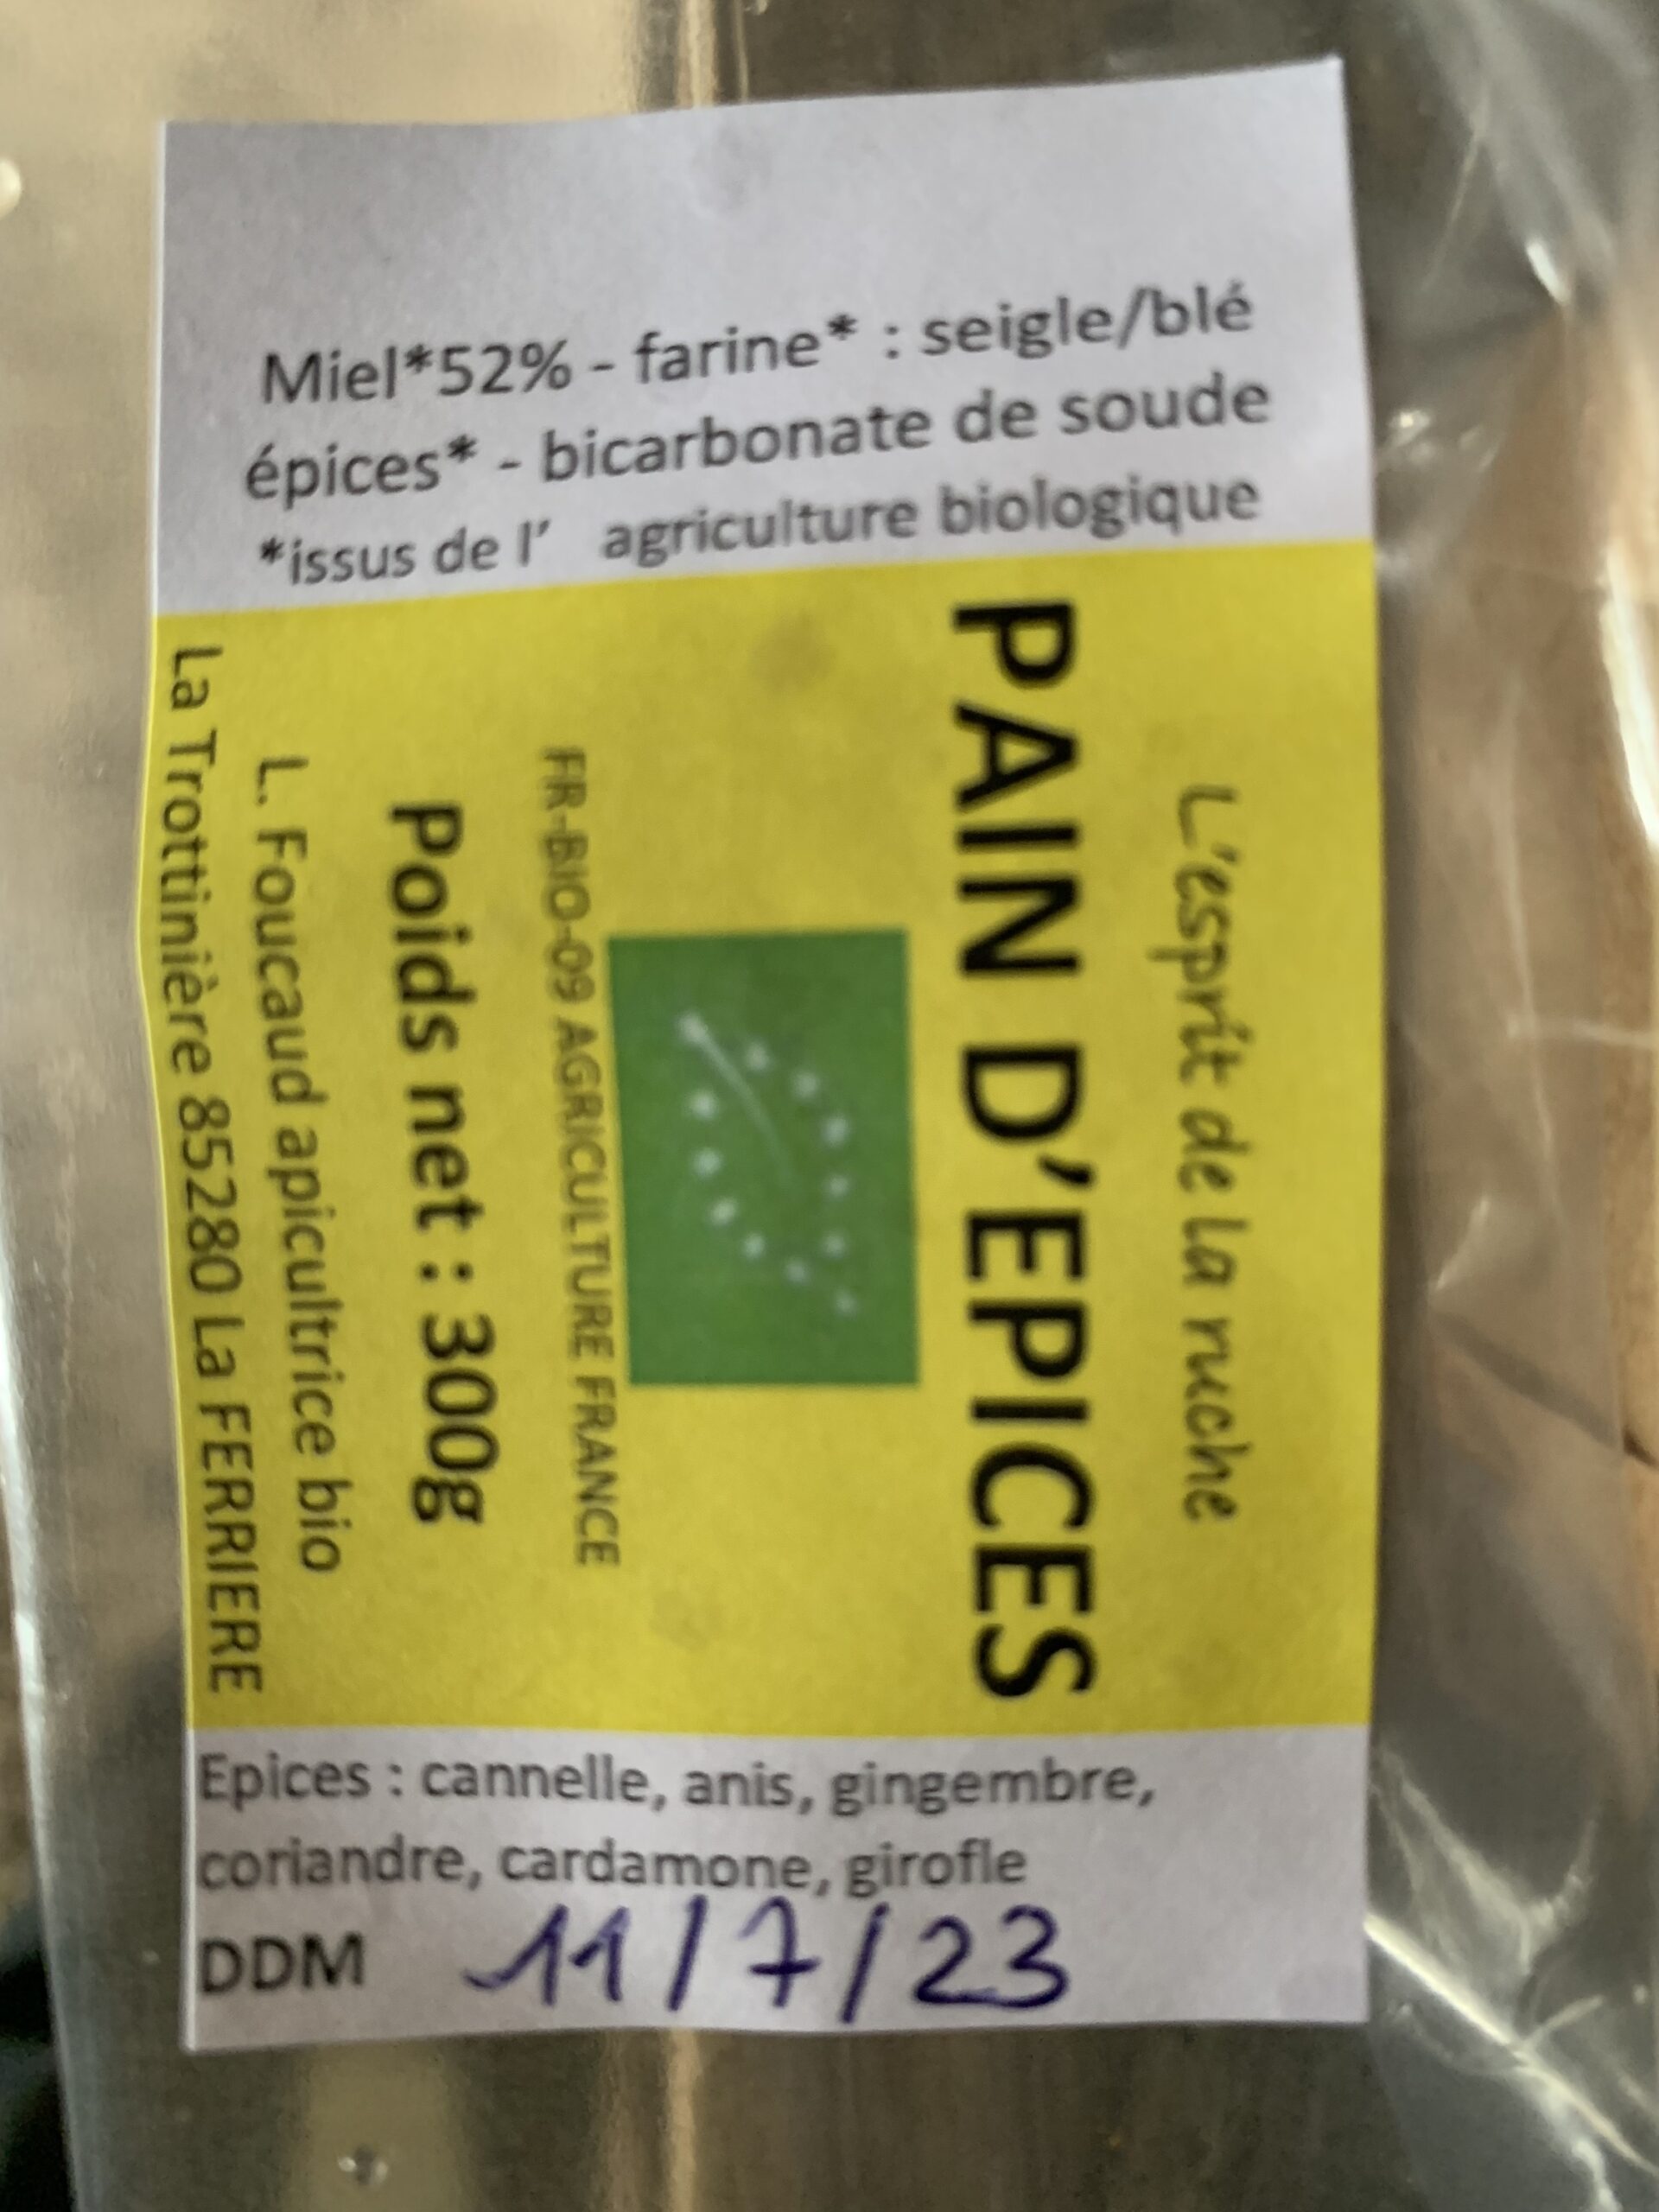 Miel*52% - farine* : seigle/blé
épices* - bicarbonate de soude
*issus de l' agriculture biologique
L'esprit de la ruche
PAIN D'EPICES
FR-BIO-09 AGRICULTURE FRANCE
Poids net : 300g
L. Foucaud apicultrice bio
La Trottinière 85280 La FERRIERE
Epices : cannelle, anis, gingembre,
coriandre, cardamone, girofle
DDM 11/7/23